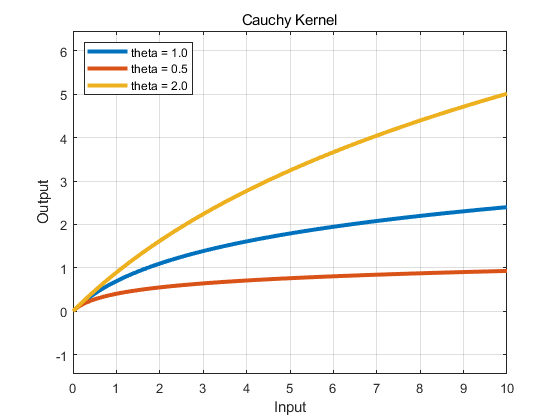 Cauchy Kernel
theta = 1.0
theta = 0.5
theta = 2.0
6
5
4
3
2
1
0
-1
Output
0 1 2 3 4 5 6 7 8 9 10
Input